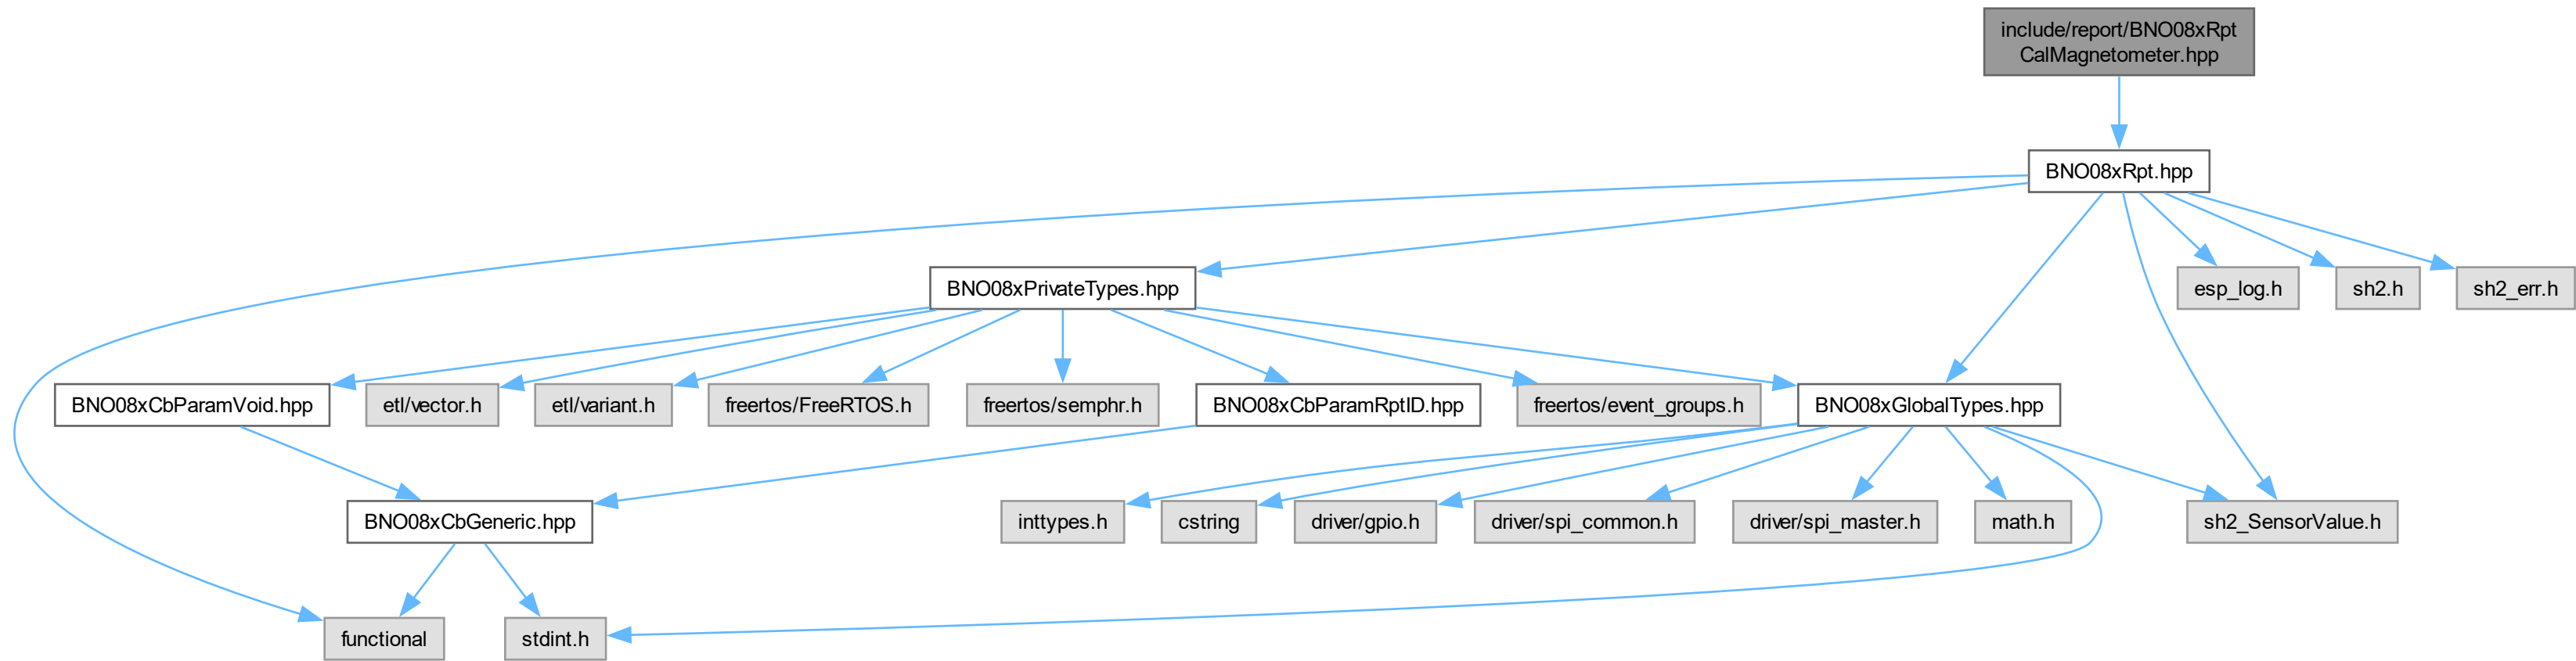 include/report/BNO08xRpt
CalMagnetometer.hpp
BNO08xRpt.hpp
BNO08xPrivateTypes.hpp
esp_log.h
sh2.h
sh2_err.h
BNO08xCbParamVoid.hpp
etl/vector.h
etl/variant.h
freertos/FreeRTOS.h
freertos/semphr.h
BNO08xCbParamRptID.hpp
freertos/event_groups.h
BNO08xGlobalTypes.hpp
BNO08xCbGeneric.hpp
inttypes.h
cstring
driver/gpio.h
driver/spi_common.h
driver/spi_master.h
math.h
sh2_SensorValue.h
functional
stdint.h